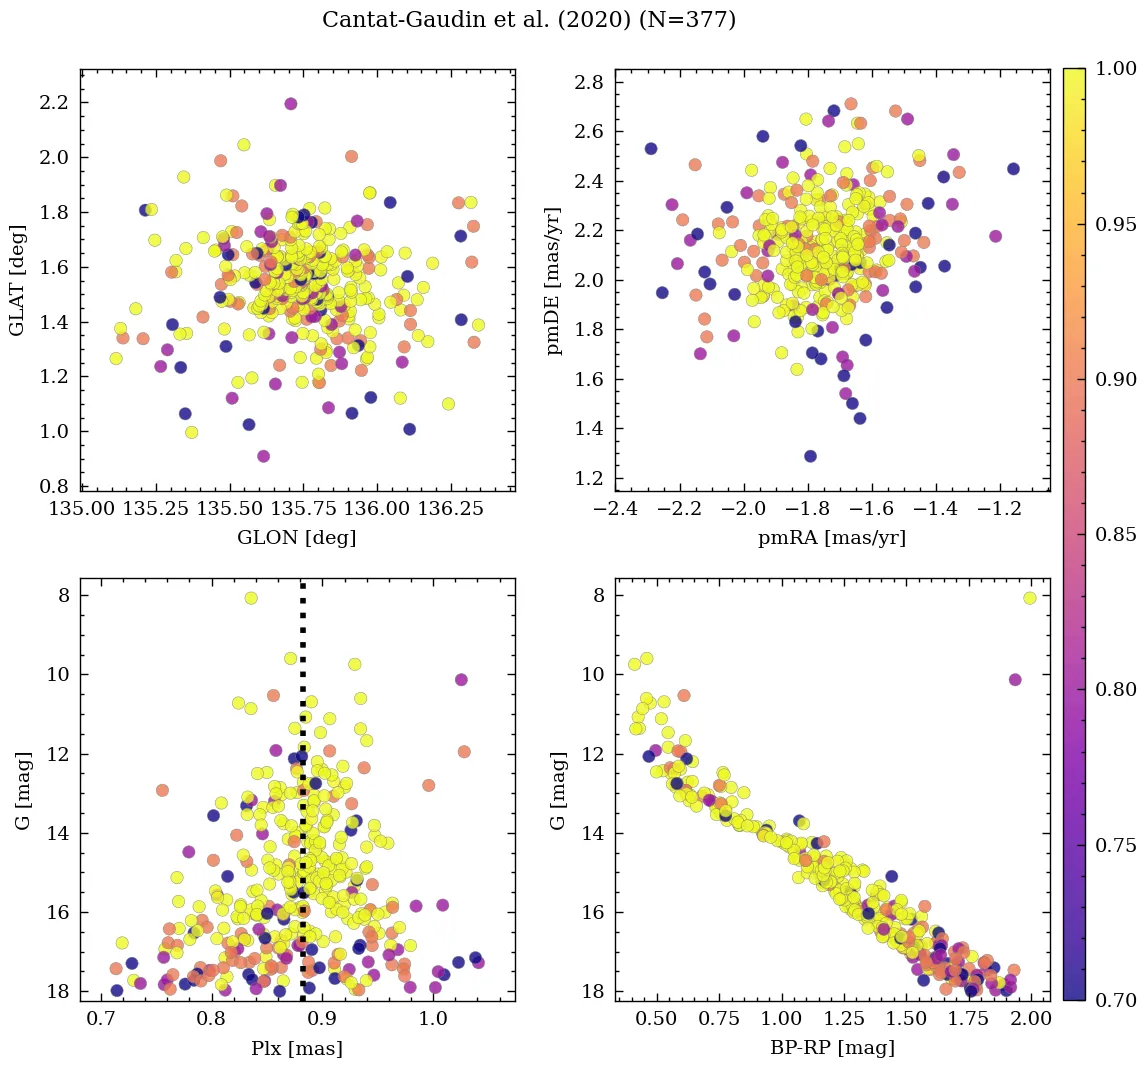 Cantat-Gaudin et al. (2020) (N=377)
2.2
2.0
1.8
1.6
1.4
1.2
1.0
0.8
GLAT [deg]
135.00 135.25 135.50 135.75 136.00 136.25
GLON [deg]
2.8
2.6
2.4
2.2
2.0
1.8
1.6
1.4
1.2
pmDE [mas/yr]
−2.4 −2.2 −2.0 −1.8 −1.6 −1.4 −1.2
pmRA [mas/yr]
8
10
12
14
16
18
G [mag]
0.7 0.8 0.9 1.0
Plx [mas]
8
10
12
14
16
18
G [mag]
0.50 0.75 1.00 1.25 1.50 1.75 2.00
BP-RP [mag]
1.00
0.95
0.90
0.85
0.80
0.75
0.70